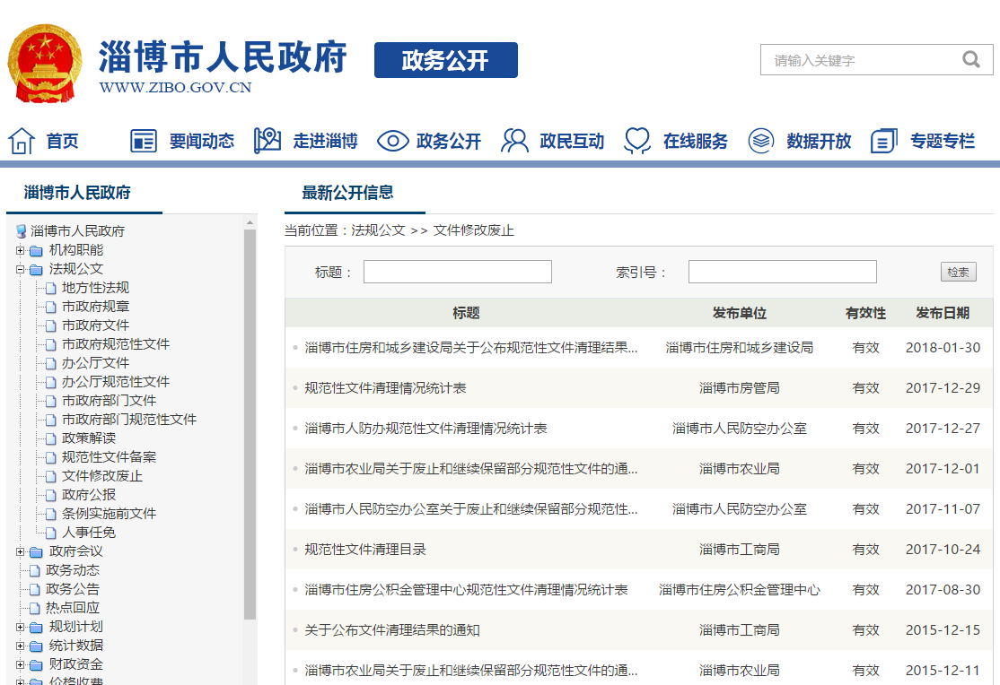 淄博市人民政府
WWW.ZIBO.GOV.CN
政务公开
请输入关键字
首页 要闻动态 走进淄博 政务公开 政民互动 在线服务 数据开放 专题专栏
淄博市人民政府
淄博市人民政府
机构职能
法规公文
地方性法规
市政府规章
市政府文件
市政府规范性文件
办公厅文件
办公厅规范性文件
市政府部门文件
市政府部门规范性文件
政策解读
规范性文件备案
文件修改废止
政府公报
条例实施前文件
人事任免
政府会议
政务动态
政务公告
热点回应
规划计划
统计数据
财政资金
价格收费
最新公开信息
当前位置：法规公文 >> 文件修改废止
标题： 索引号： 检索
标题 发布单位 有效性 发布日期
淄博市住房和城乡建设局关于公布规范性文件清理结果... 淄博市住房和城乡建设局 有效 2018-01-30
规范性文件清理情况统计表 淄博市房管局 有效 2017-12-29
淄博市人防办规范性文件清理情况统计表 淄博市人民防空办公室 有效 2017-12-27
淄博市农业局关于废止和继续保留部分规范性文件的通... 淄博市农业局 有效 2017-12-01
淄博市人民防空办公室关于废止和继续保留部分规范性... 淄博市人民防空办公室 有效 2017-11-07
规范性文件清理目录 淄博市工商局 有效 2017-10-24
淄博市住房公积金管理中心规范性文件清理情况统计表 淄博市住房公积金管理中心 有效 2017-08-30
关于公布文件清理结果的通知 淄博市工商局 有效 2015-12-15
淄博市农业局关于废止和继续保留部分规范性文件的通... 淄博市农业局 有效 2015-12-11